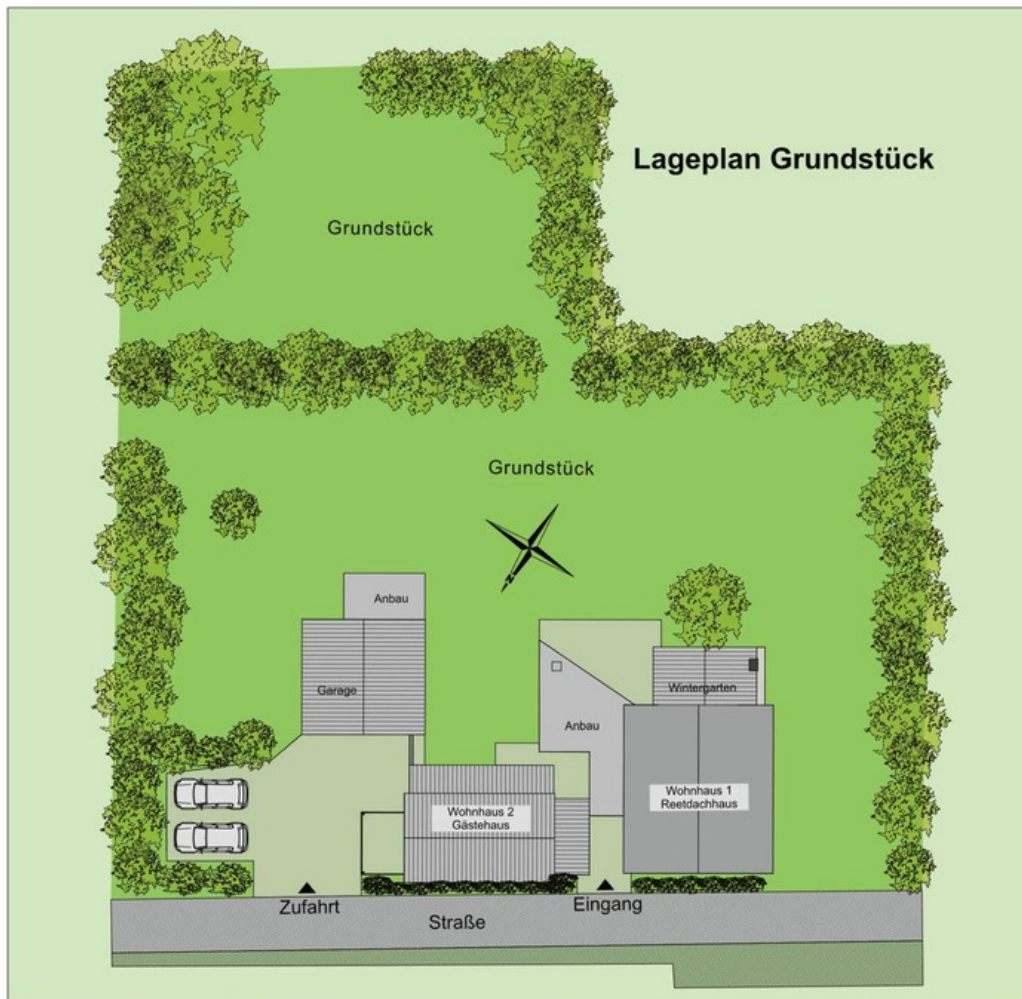 Lageplan Grundstück
Grundstück
Grundstück
N
Anbau
Garage
Wintergarten
Anbau
Wohnhaus 1
Reetdachhaus
Wohnhaus 2
Gästehaus
Zufahrt
Eingang
Straße